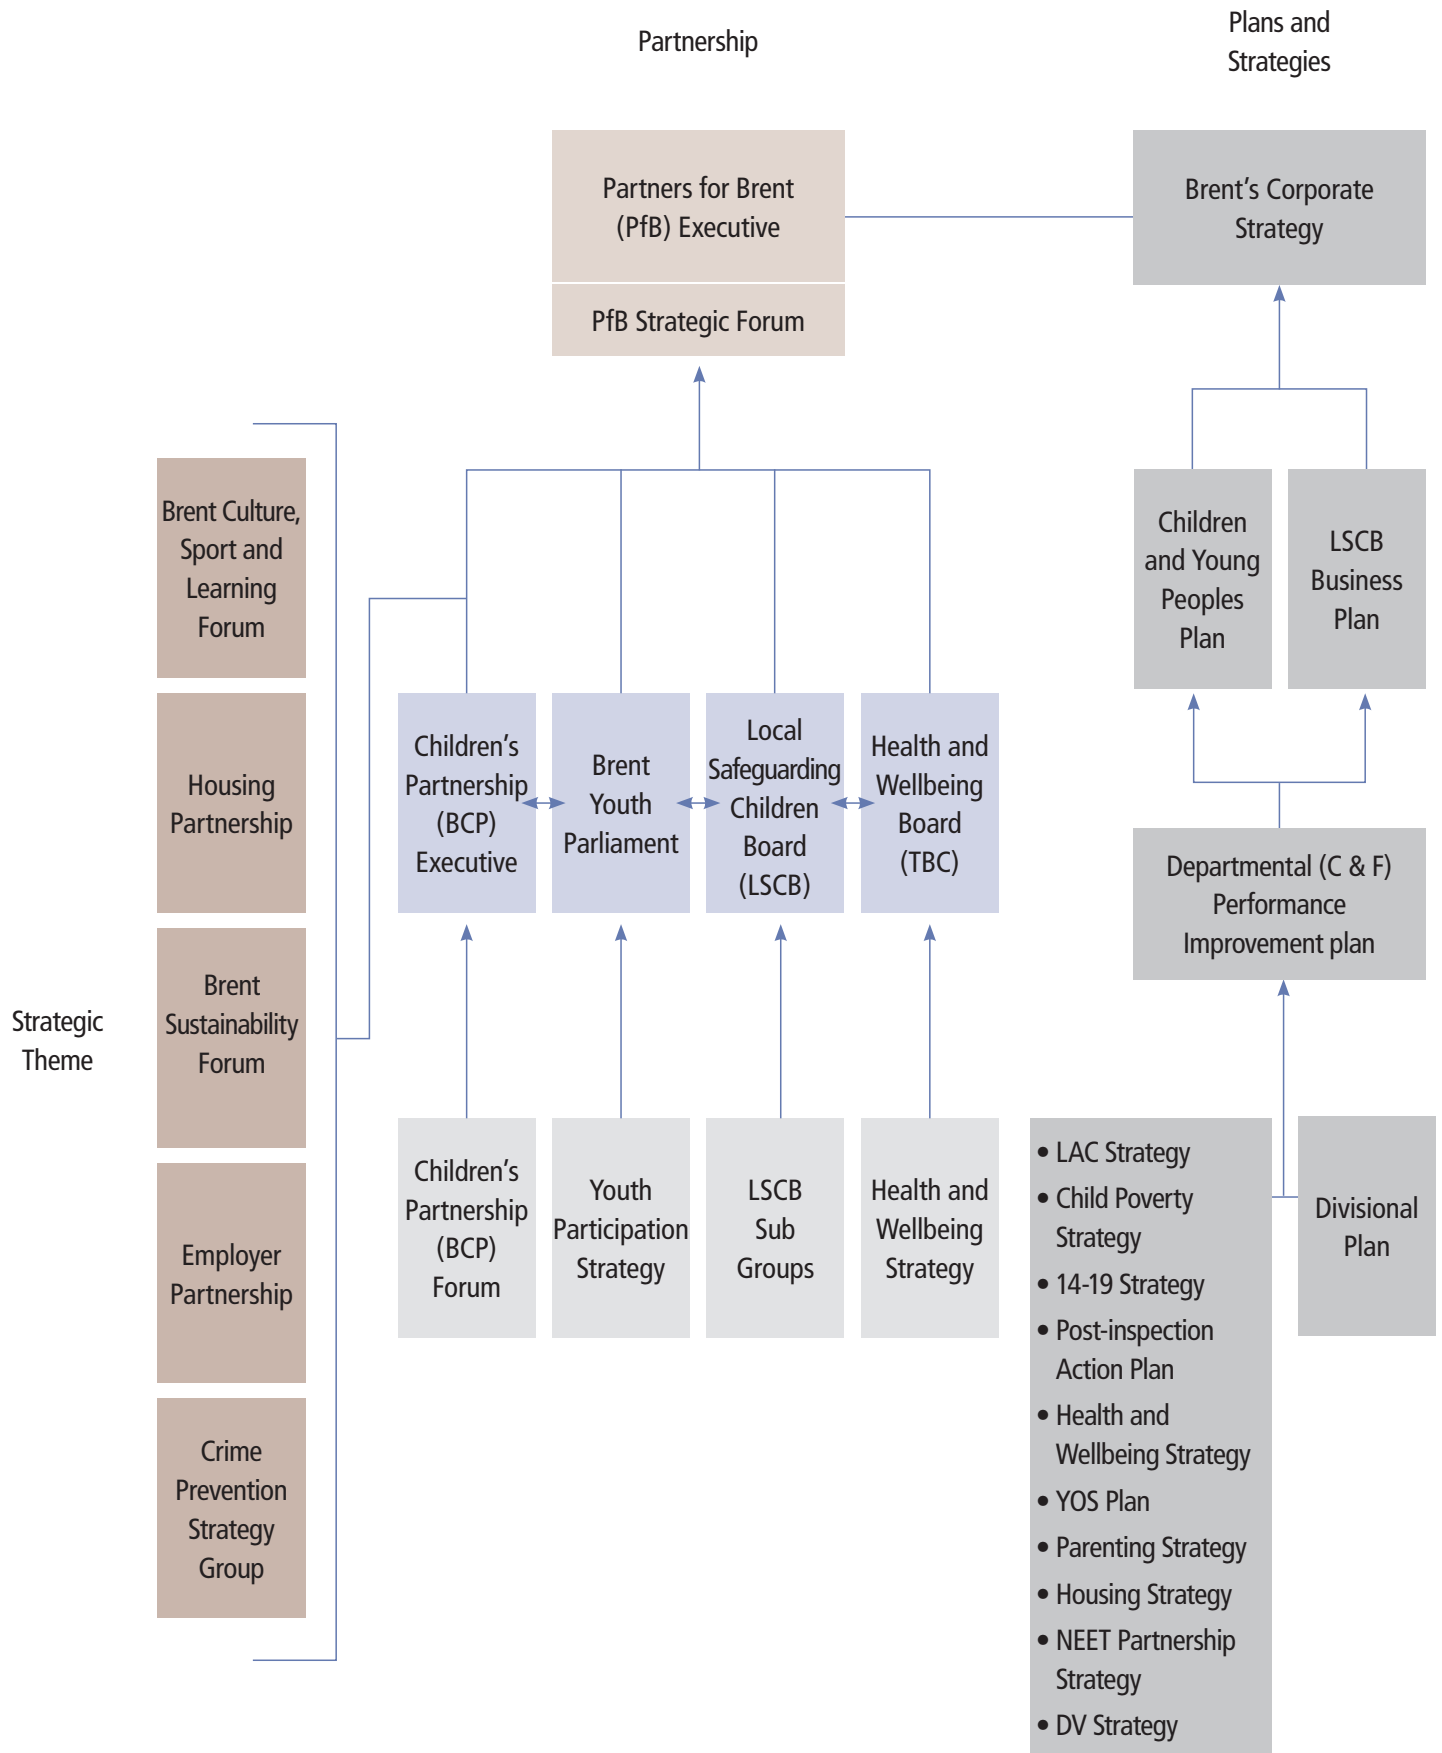 Partnership
Plans and
Strategies
Partners for Brent
(PfB) Executive
PfB Strategic Forum
Brent’s Corporate
Strategy
Strategic
Theme
Brent Culture,
Sport and
Learning
Forum
Housing
Partnership
Brent
Sustainability
Forum
Employer
Partnership
Crime
Prevention
Strategy
Group
Children’s
Partnership
(BCP)
Executive
Brent
Youth
Parliament
Local
Safeguarding
Children
Board
(LSCB)
Health and
Wellbeing
Board
(TBC)
Children’s
Partnership
(BCP)
Forum
Youth
Participation
Strategy
LSCB
Sub
Groups
Health and
Wellbeing
Strategy
Children
and Young
Peoples
Plan
LSCB
Business
Plan
Departmental (C & F)
Performance
Improvement plan
• LAC Strategy
• Child Poverty
Strategy
• 14-19 Strategy
• Post-inspection
Action Plan
• Health and
Wellbeing Strategy
• YOS Plan
• Parenting Strategy
• Housing Strategy
• NEET Partnership
Strategy
• DV Strategy
Divisional
Plan